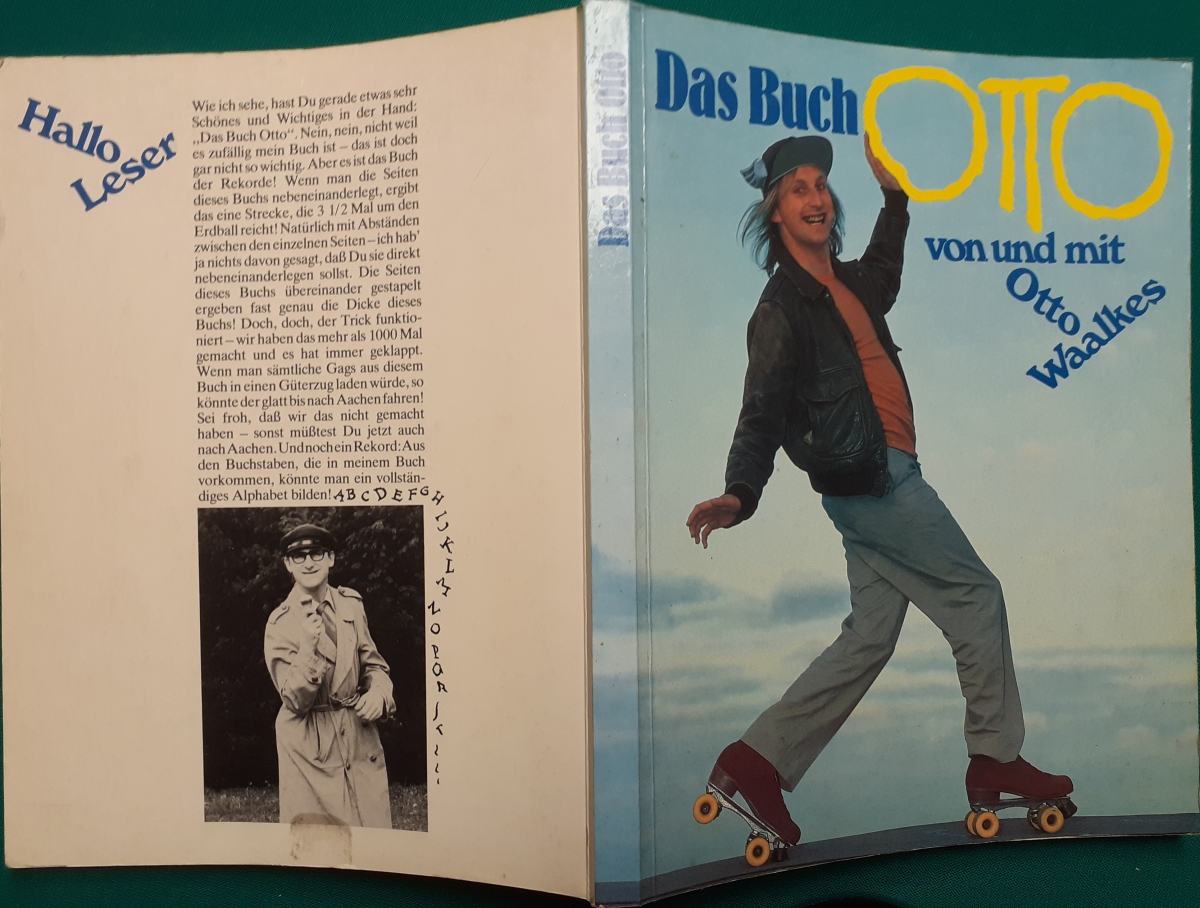 Hallo
Leser
Wie ich sehe, hast Du gerade etwas sehr
Schönes und Wichtiges in der Hand:
„Das Buch Otto“. Nein, nein, nicht weil
es zufällig mein Buch ist – das ist doch
gar nicht so wichtig. Aber es ist das Buch
der Rekorde! Wenn man die Seiten
dieses Buchs nebeneinanderlegt, ergibt
das eine Strecke, die 3 1/2 Mal um den
Erdball reicht! Natürlich mit Abständen
zwischen den einzelnen Seiten – ich hab'
ja nichts davon gesagt, daß Du sie direkt
nebeneinanderlegen sollst. Die Seiten
dieses Buchs übereinander gestapelt
ergeben fast genau die Dicke dieses
Buchs! Doch, doch, der Trick funktio-
niert – wir haben das mehr als 1000 Mal
gemacht und es hat immer geklappt.
Wenn man sämtliche Gags aus diesem
Buch in einen Güterzug laden würde, so
könnte der glatt bis nach Aachen fahren!
Sei froh, daß wir das nicht gemacht
haben – sonst müßtest Du jetzt auch
nach Aachen. Und noch ein Rekord: Aus
den Buchstaben, die in meinem Buch
vorkommen, könnte man ein vollstän-
diges Alphabet bilden! A B C D E F G H I J K L M N O P Q R S
Das Buch Otto
Das Buch OTTO
von und mit
Otto
Waalkes